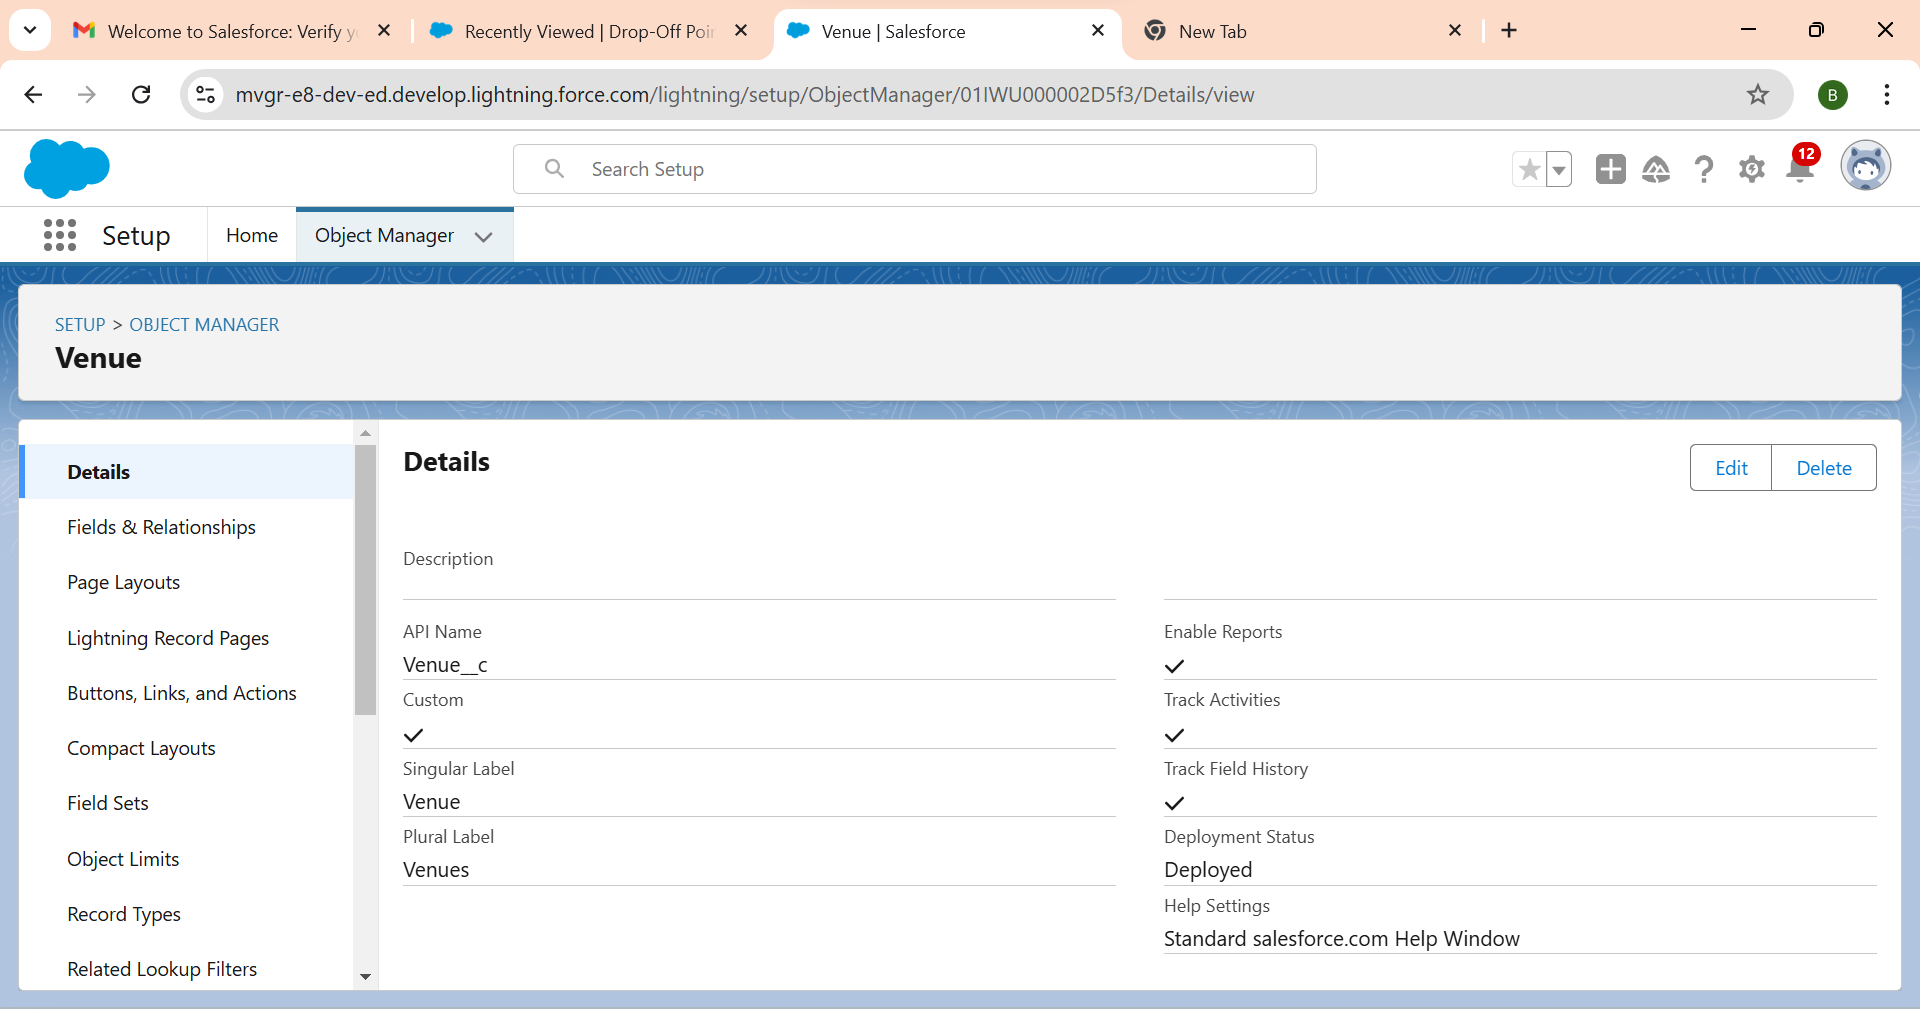 Welcome to Salesforce: Verify
Recently Viewed | Drop-Off Poin
Venue | Salesforce
New Tab
mvgr-e8-dev-ed.develop.lightning.force.com/lightning/setup/ObjectManager/01IWU000002D5f3/Details/view
B
Search Setup
12
Setup
Home
Object Manager
SETUP > OBJECT MANAGER
Venue
Details
Fields & Relationships
Page Layouts
Lightning Record Pages
Buttons, Links, and Actions
Compact Layouts
Field Sets
Object Limits
Record Types
Related Lookup Filters
Details
Edit
Delete
Description
API Name
Venue__c
Custom
Singular Label
Venue
Plural Label
Venues
Enable Reports
Track Activities
Track Field History
Deployment Status
Deployed
Help Settings
Standard salesforce.com Help Window